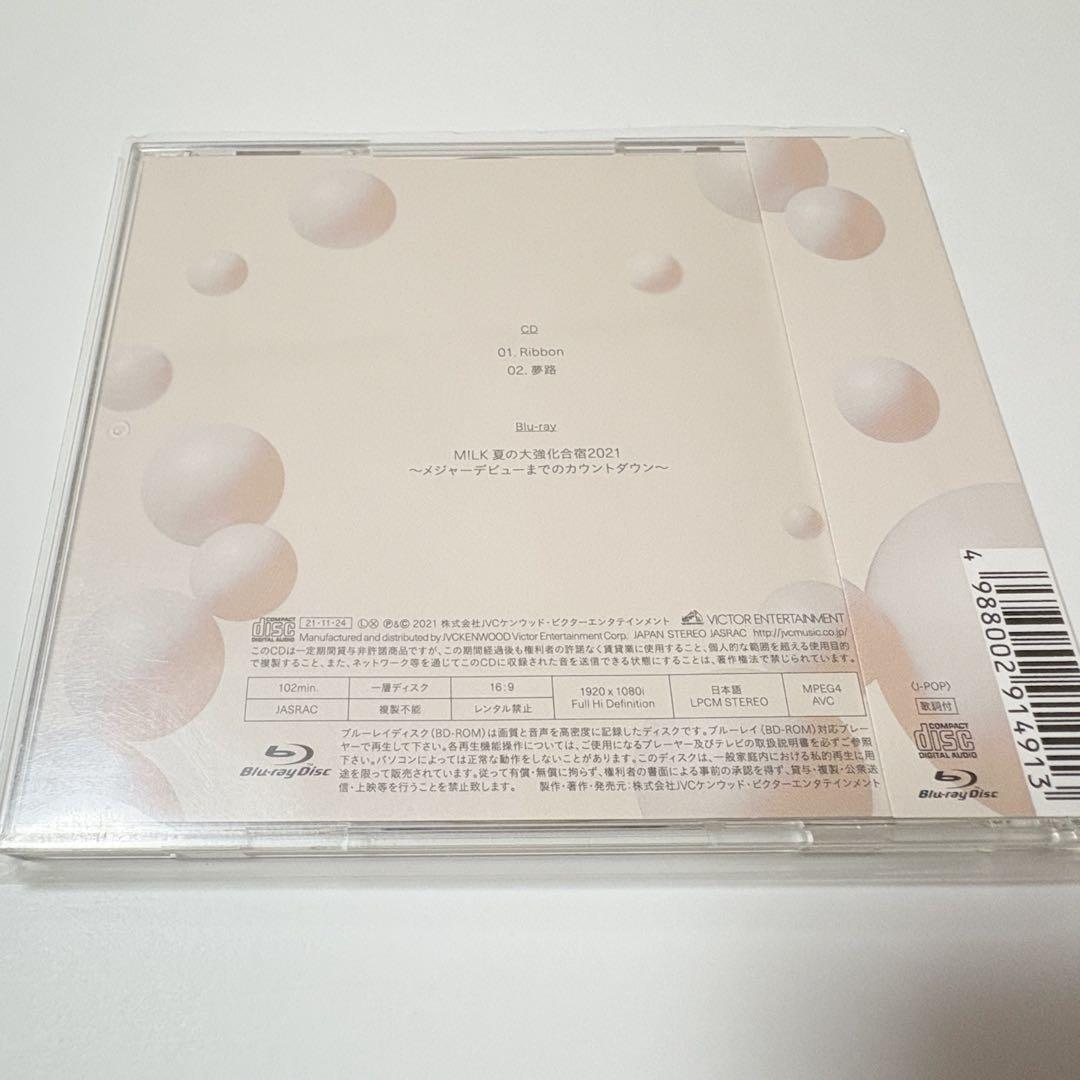 CD
01. Ribbon
02. 夢路
Blu-ray
M!LK 夏の大強化合宿2021
〜メジャーデビューまでのカウントダウン〜
COMPACT disc DIGITAL AUDIO
21・11・24 Ⓛ Ⓧ Ⓟ&Ⓒ 2021 株式会社JVCケンウッド・ビクターエンタテインメント VICTOR ENTERTAINMENT
Manufactured and distributed by JVCKENWOOD Victor Entertainment Corp. JAPAN STEREO JASRAC http://jvcmusic.co.jp/
このCDは一定期間貸与非許諾商品ですが、この期間経過後も権利者の許諾なく賃貸業に使用すること、個人的な範囲を超える使用目的
で複製すること、また、ネットワーク等を通じてこのCDに収録された音を送信できる状態にすることは、著作権法で禁じられています。
102min. 一層ディスク 16:9 1920 x 1080i Full Hi Definition 日本語 LPCM STEREO MPEG4 AVC
JASRAC 複製不能 レンタル禁止
ブルーレイディスク(BD-ROM)は画質と音声を高密度に記録したディスクです。ブルーレイ(BD-ROM)対応プレー
ヤーで再生して下さい。各再生機能操作については、ご使用になるプレーヤー及びテレビの取扱説明書を必ずご参照
下さい。パソコンによっては正常な動作をしないことがあります。このディスクは、一般家庭内における私的再生に用
途を限って販売されています。従って有償・無償に拘らず、権利者の書面による事前の承認を得ず、貸与・複製・公衆送
信・上映等を行うことを禁止致します。 製作・著作・発売元:株式会社JVCケンウッド・ビクターエンタテインメント
Blu-ray Disc
〈J-POP〉
歌詞付
COMPACT disc DIGITAL AUDIO
Blu-ray Disc
4 988002 914913